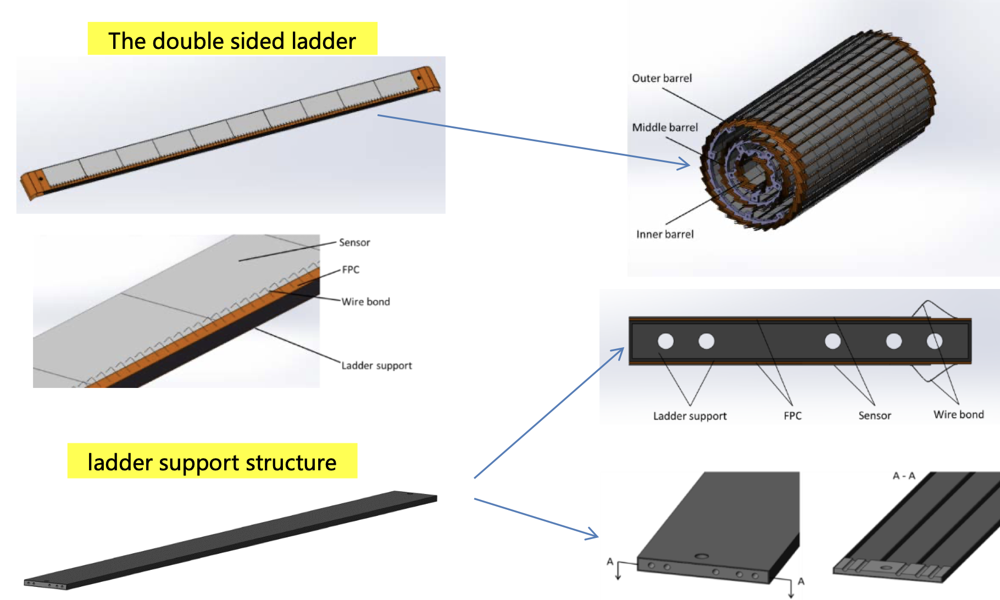 The double sided ladder
Outer barrel
Middle barrel
Inner barrel
Sensor
FPC
Wire bond
Ladder support
Ladder support
FPC
Sensor
Wire bond
ladder support structure
A - A
A
A